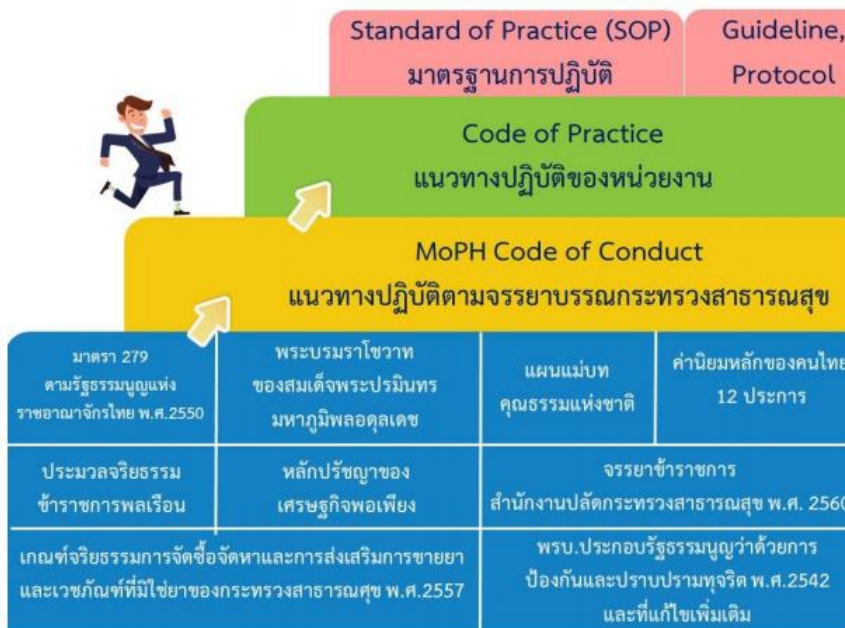 Standard of Practice (SOP)
มาตรฐานการปฏิบัติ
Guideline,
Protocol
Code of Practice
แนวทางปฏิบัติของหน่วยงาน
MoPH Code of Conduct
แนวทางปฏิบัติตามจรรยาบรรณกระทรวงสาธารณสุข
มาตรา 279
ตามรัฐธรรมนูญแห่ง
ราชอาณาจักรไทย พ.ศ.2550
พระบรมราโชวาท
ของสมเด็จพระปรมินทร
มหาภูมิพลอดุลเดช
แผนแม่บท
คุณธรรมแห่งชาติ
ค่านิยมหลักของคนไทย
12 ประการ
ประมวลจริยธรรม
ข้าราชการพลเรือน
หลักปรัชญาของ
เศรษฐกิจพอเพียง
จรรยาข้าราชการ
สำนักงานปลัดกระทรวงสาธารณสุข พ.ศ. 2560
เกณฑ์จริยธรรมการจัดซื้อจัดหาและการส่งเสริมการขายยา
และเวชภัณฑ์ที่มิใช่ยาของกระทรวงสาธารณศุข พ.ศ.2557
พรบ.ประกอบรัฐธรรมนูญว่าด้วยการ
ป้องกันและปราบปรามทุจริต พ.ศ.2542
และที่แก้ไขเพิ่มเติม